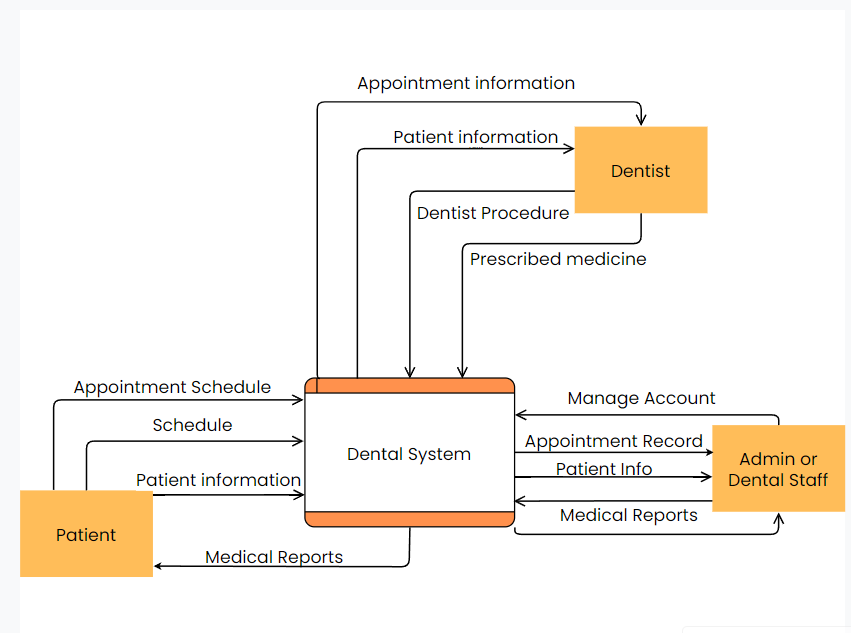 Appointment information
Patient information
Dentist
Dentist Procedure
Prescribed medicine
Appointment Schedule
Manage Account
Schedule
Appointment Record
Dental System
Admin or
Dental Staff
Patient Info
Patient information
Medical Reports
Patient
Medical Reports